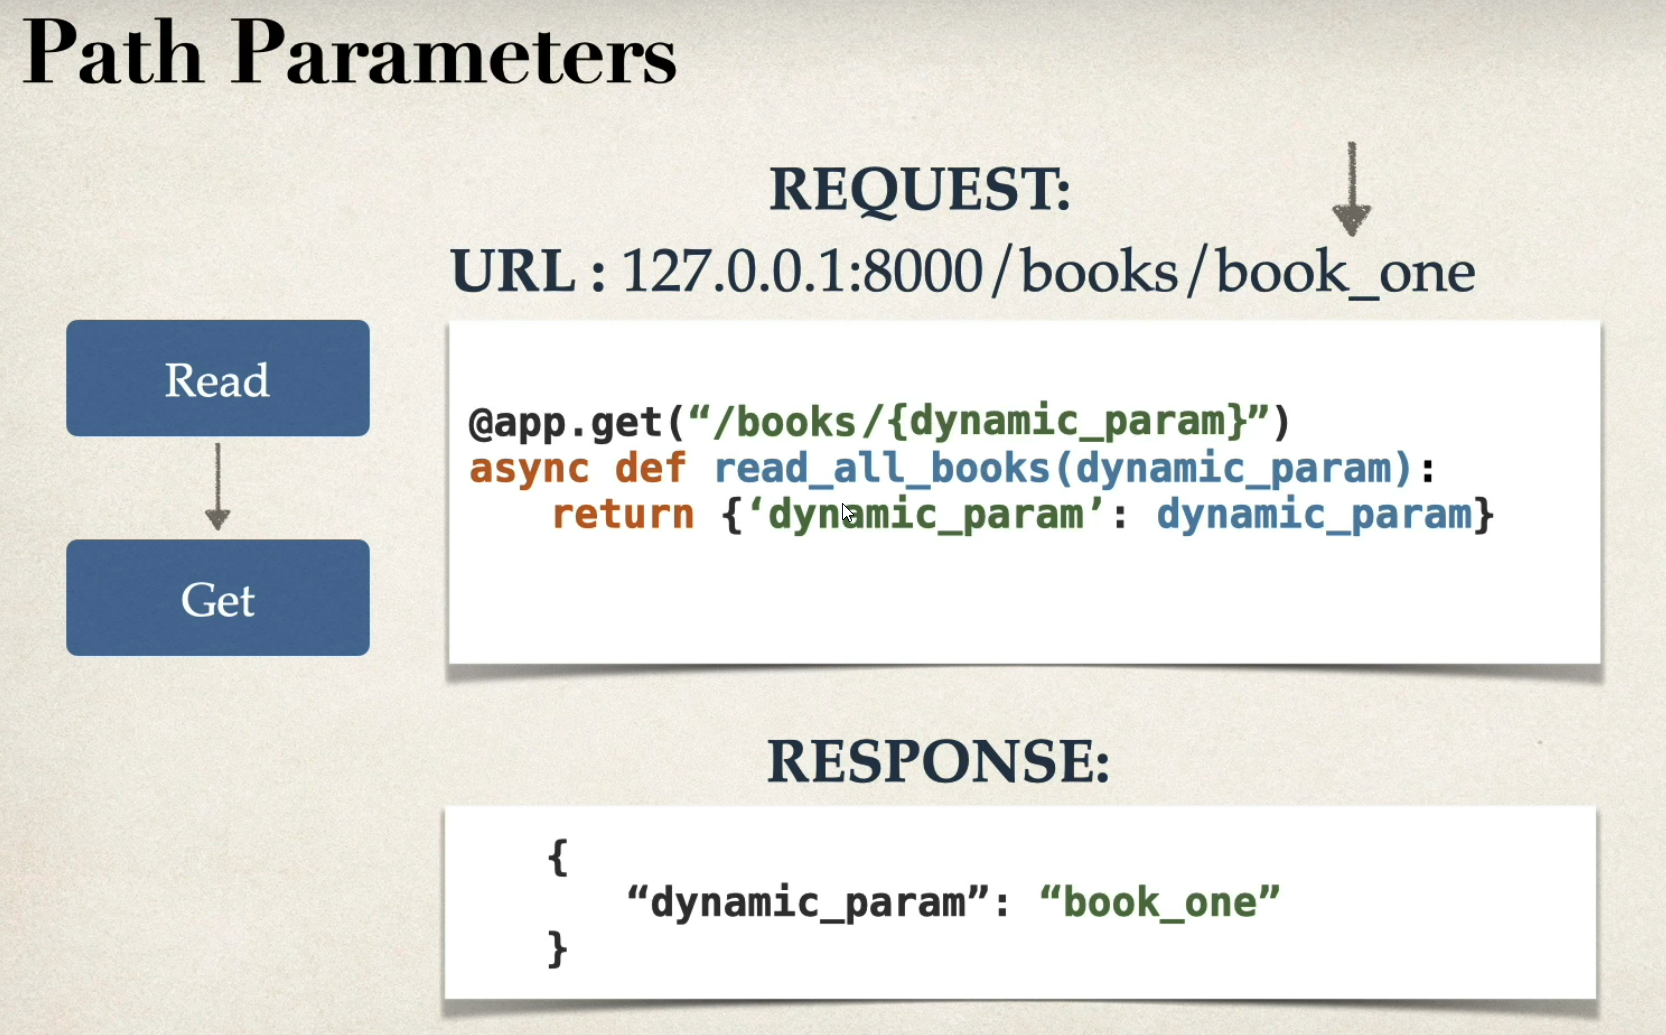 Path Parameters
REQUEST:
URL : 127.0.0.1:8000/books/book_one
Read
Get
@app.get(“/books/{dynamic_param}”)
async def read_all_books(dynamic_param):
    return {‘dynamic_param’: dynamic_param}
RESPONSE:
{
    “dynamic_param”: “book_one”
}